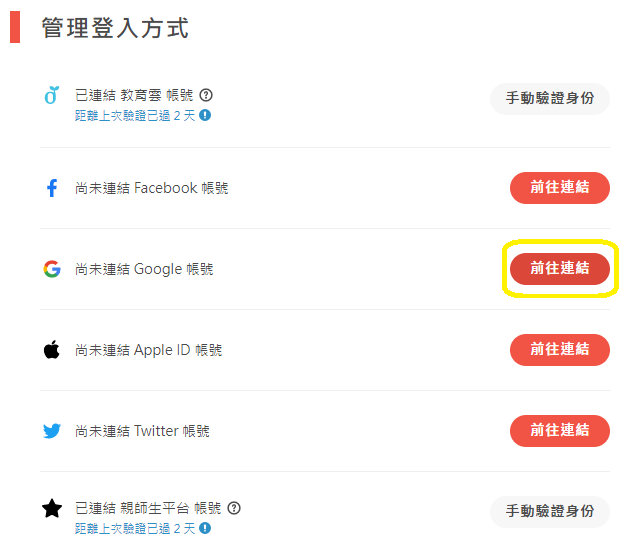 管理登入方式
已連結 教育雲 帳號
距離上次驗證已過 2 天
手動驗證身份
尚未連結 Facebook 帳號
前往連結
尚未連結 Google 帳號
前往連結
尚未連結 Apple ID 帳號
前往連結
尚未連結 Twitter 帳號
前往連結
已連結 親師生平台 帳號
距離上次驗證已過 2 天
手動驗證身份